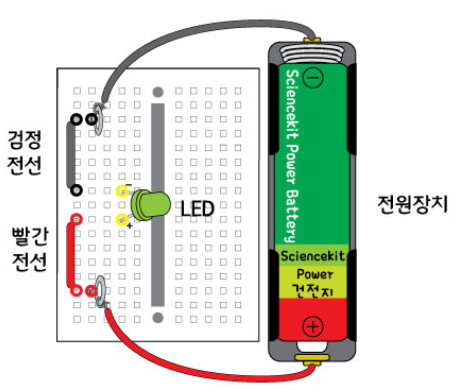 검정
전선
빨간
전선
−
+
LED
⊖
Sciencekit Power Battery
Sciencekit
Power
건전지
⊕
전원장치